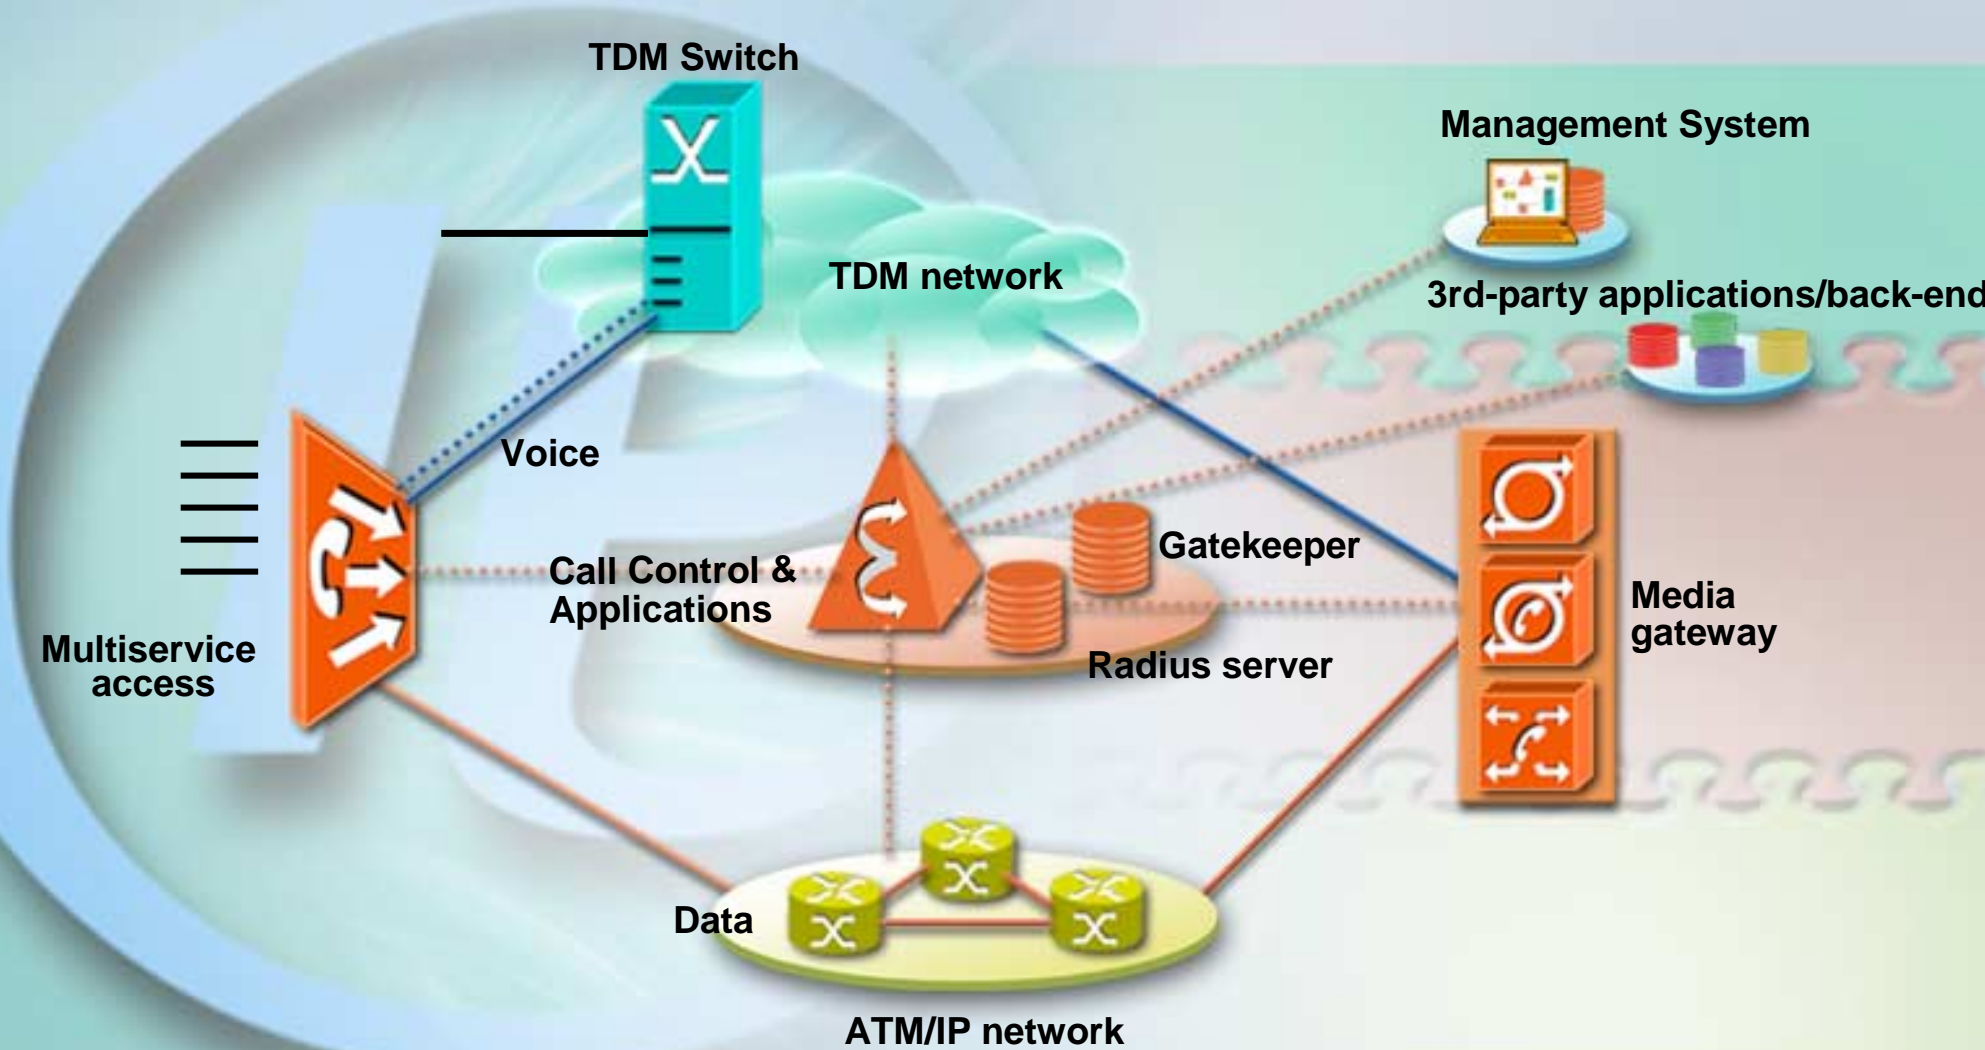 TDM Switch
Management System
TDM network
3rd-party applications/back-end
Voice
Gatekeeper
Call Control &
Applications
Media
gateway
Multiservice
access
Radius server
Data
ATM/IP network